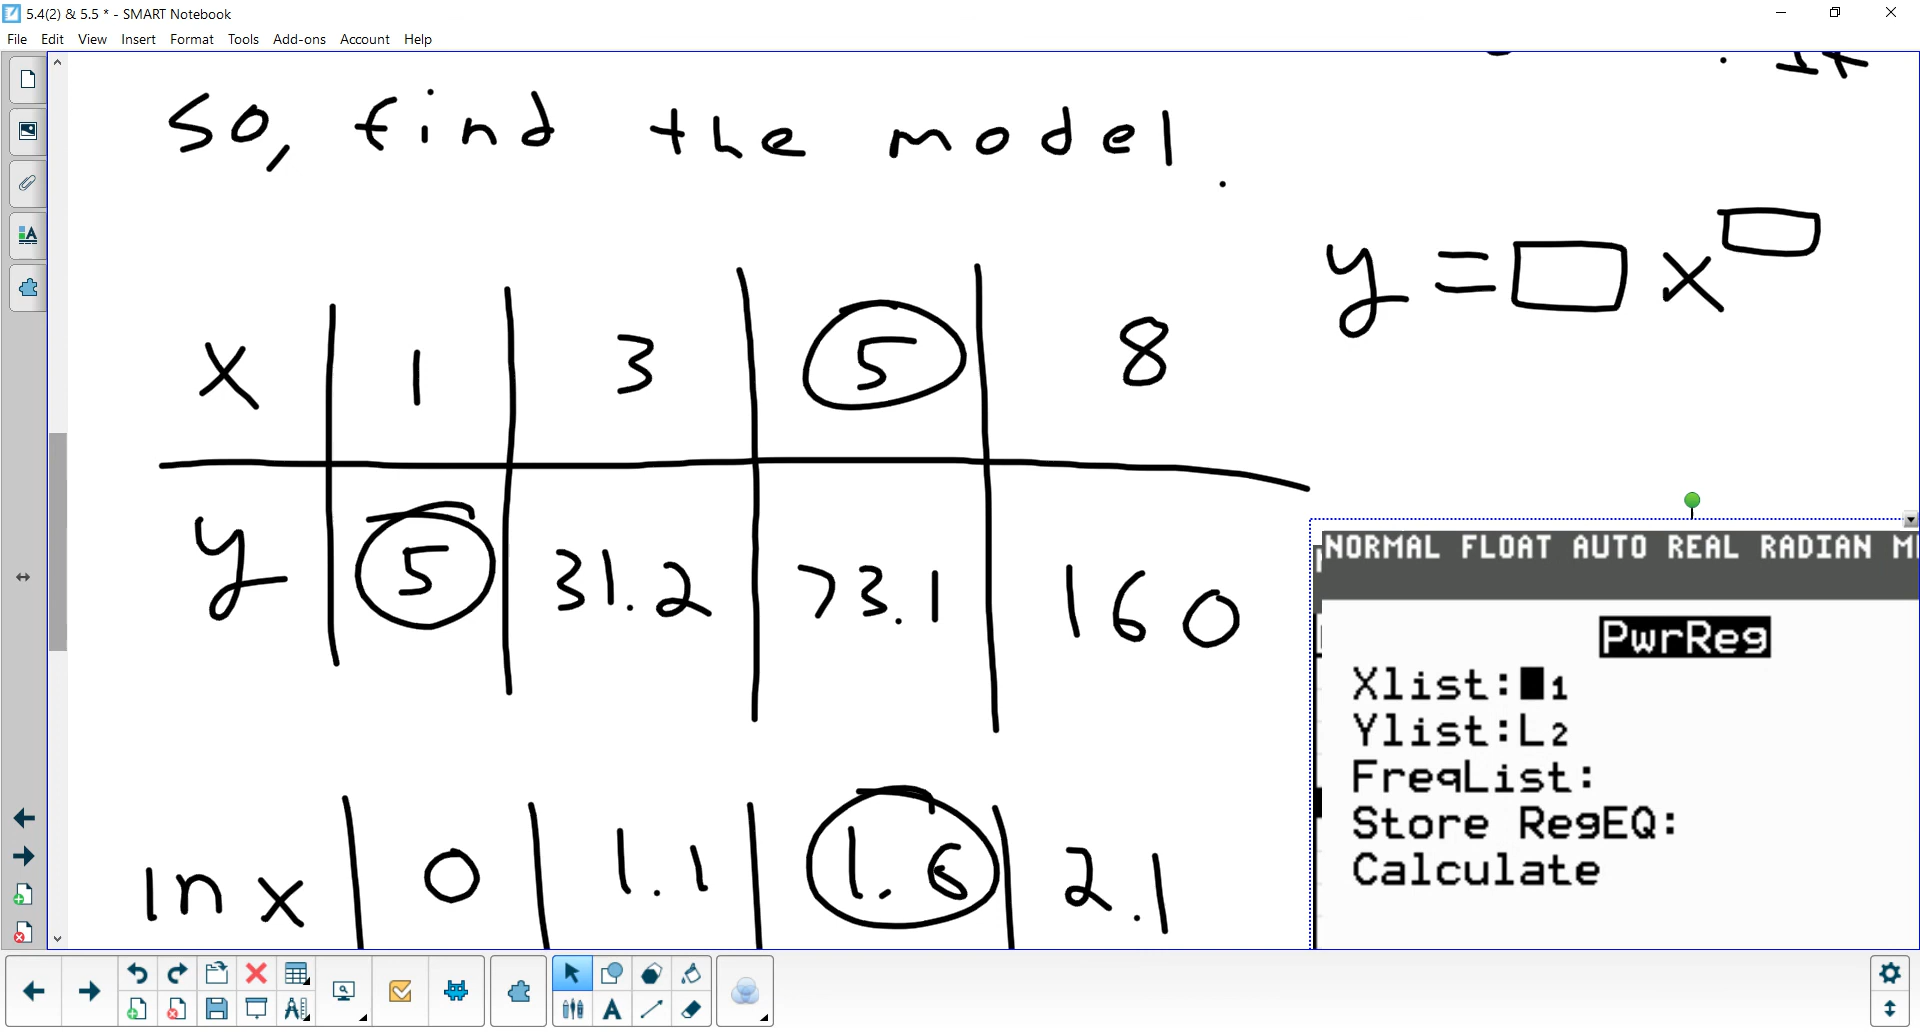 5.4(2) & 5.5 * - SMART Notebook
File Edit View Insert Format Tools Add-ons Account Help
so, find the model.
y = x
x 1 3 5 8
y 5 31.2 73.1 160
ln x 0 1.1 1.6 2.1
NORMAL FLOAT AUTO REAL RADIAN M
PwrReg
Xlist: 1
Ylist:L2
FreqList:
Store RegEQ:
Calculate